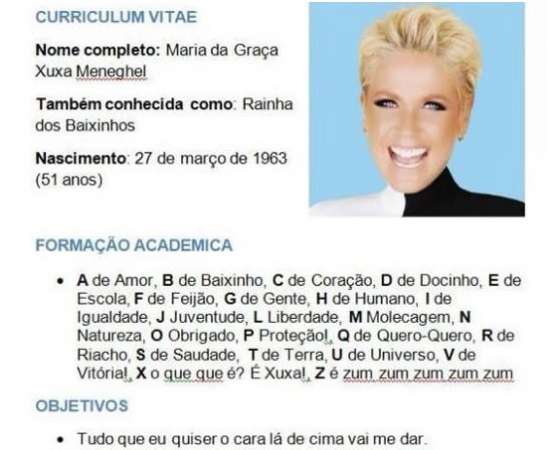 CURRICULUM VITAE
Nome completo: Maria da Graça
Xuxa Meneghel
Também conhecida como: Rainha
dos Baixinhos
Nascimento: 27 de março de 1963
(51 anos)
FORMAÇÃO ACADEMICA
• A de Amor, B de Baixinho, C de Coração, D de Docinho, E de
Escola, F de Feijão, G de Gente, H de Humano, I de
Igualdade, J Juventude, L Liberdade, M Molecagem, N
Natureza, O Obrigado, P Proteção!, Q de Quero-Quero, R de
Riacho, S de Saudade, T de Terra, U de Universo, V de
Vitória!, X o que que é? É Xuxa!, Z é zum zum zum zum zum
OBJETIVOS
• Tudo que eu quiser o cara lá de cima vai me dar.